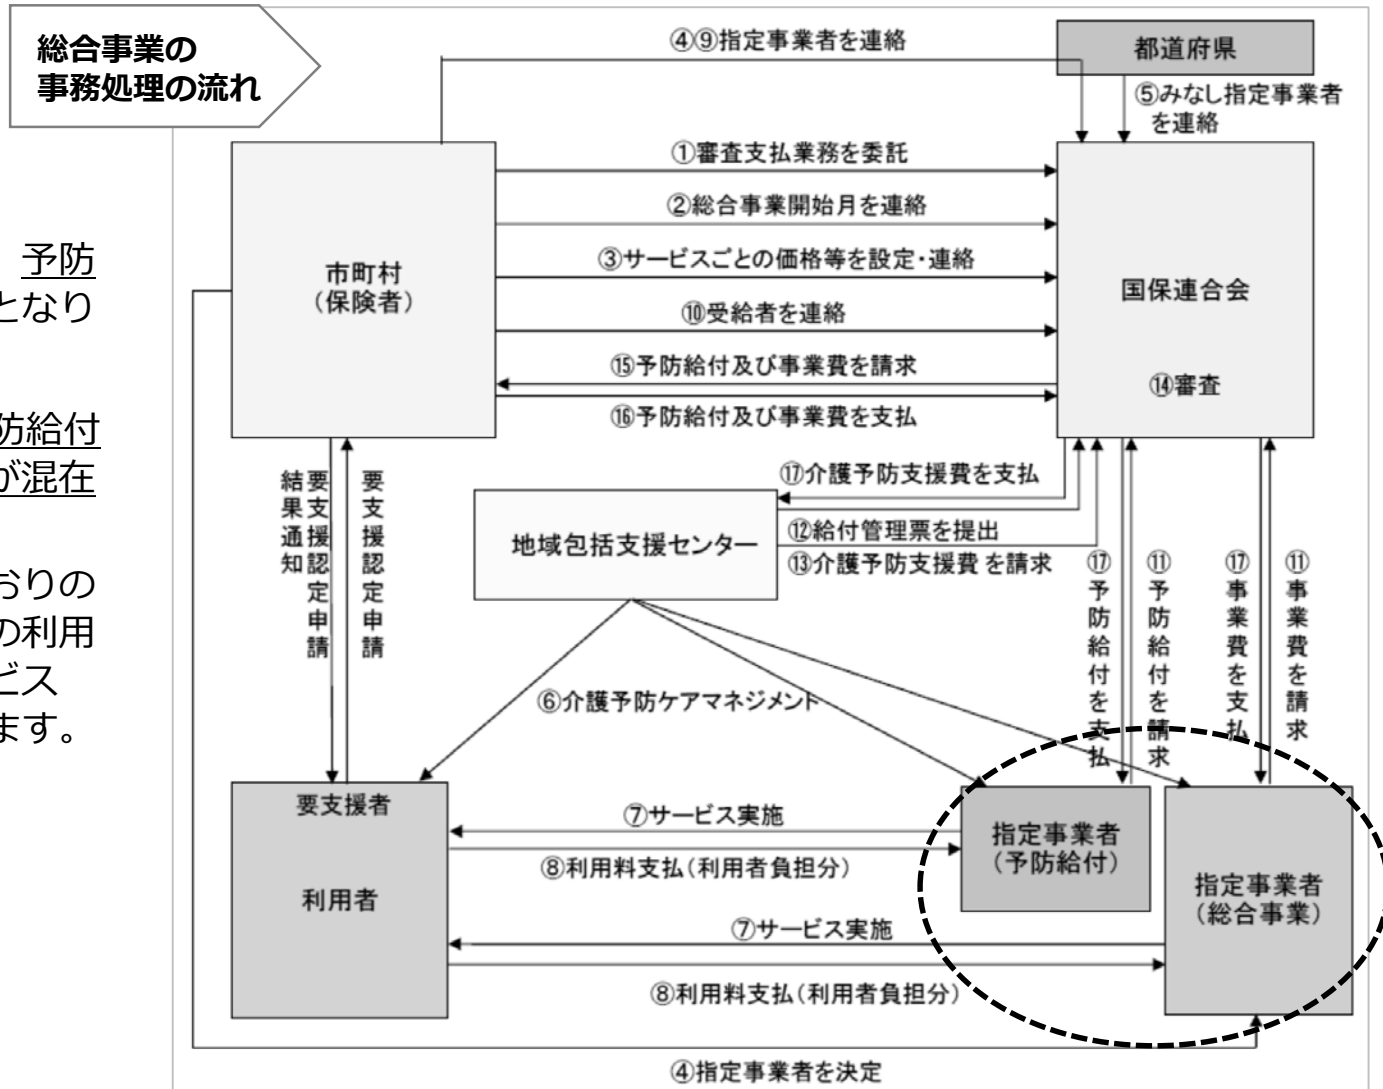 総合事業の
事務処理の流れ
予防
となり
防給付
が混在
おりの
の利用
ビス
ます。
④⑨指定事業者を連絡
都道府県
⑤みなし指定事業者
を連絡
①審査支払業務を委託
②総合事業開始月を連絡
③サービスごとの価格等を設定・連絡
⑩受給者を連絡
⑮予防給付及び事業費を請求
⑯予防給付及び事業費を支払
市町村
（保険者）
国保連合会
⑭審査
要支援認定申請
結果通知
要支援認定申請
⑰介護予防支援費を支払
地域包括支援センター
⑫給付管理票を提出
⑬介護予防支援費を請求
⑰予防給付を支払
⑪予防給付を請求
⑰事業費を支払
⑪事業費を請求
⑥介護予防ケアマネジメント
要支援者
利用者
⑦サービス実施
⑧利用料支払（利用者負担分）
指定事業者
（予防給付）
指定事業者
（総合事業）
⑦サービス実施
⑧利用料支払（利用者負担分）
④指定事業者を決定